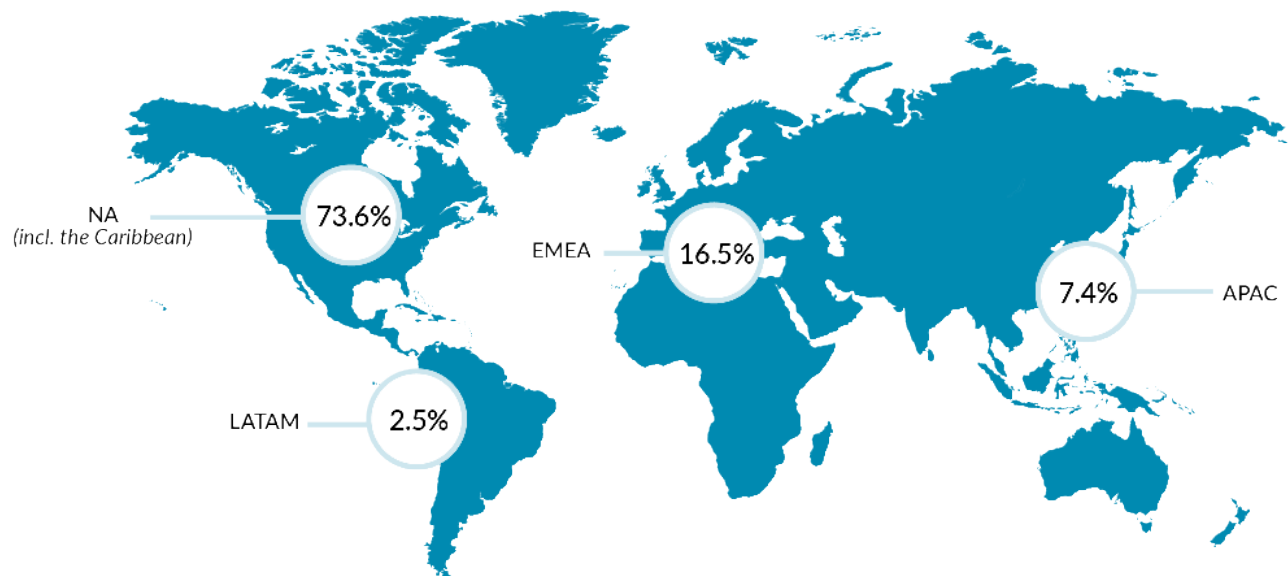 NA
(incl. the Caribbean)
73.6%
EMEA
16.5%
7.4%
APAC
LATAM
2.5%